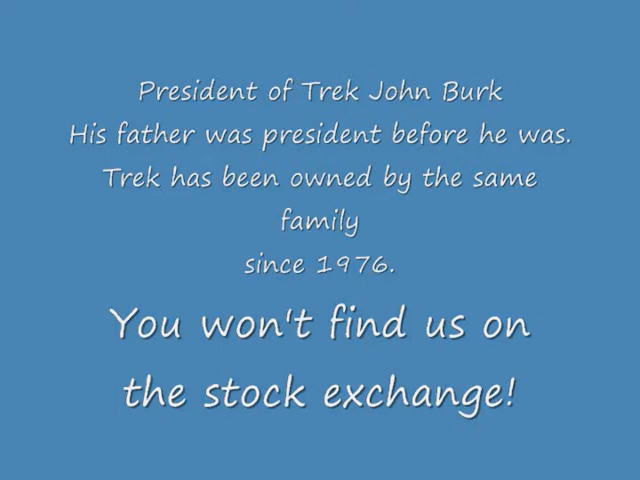 President of Trek John Burk
His father was president before he was.
Trek has been owned by the same
family
since 1976.
You won't find us on
the stock exchange!